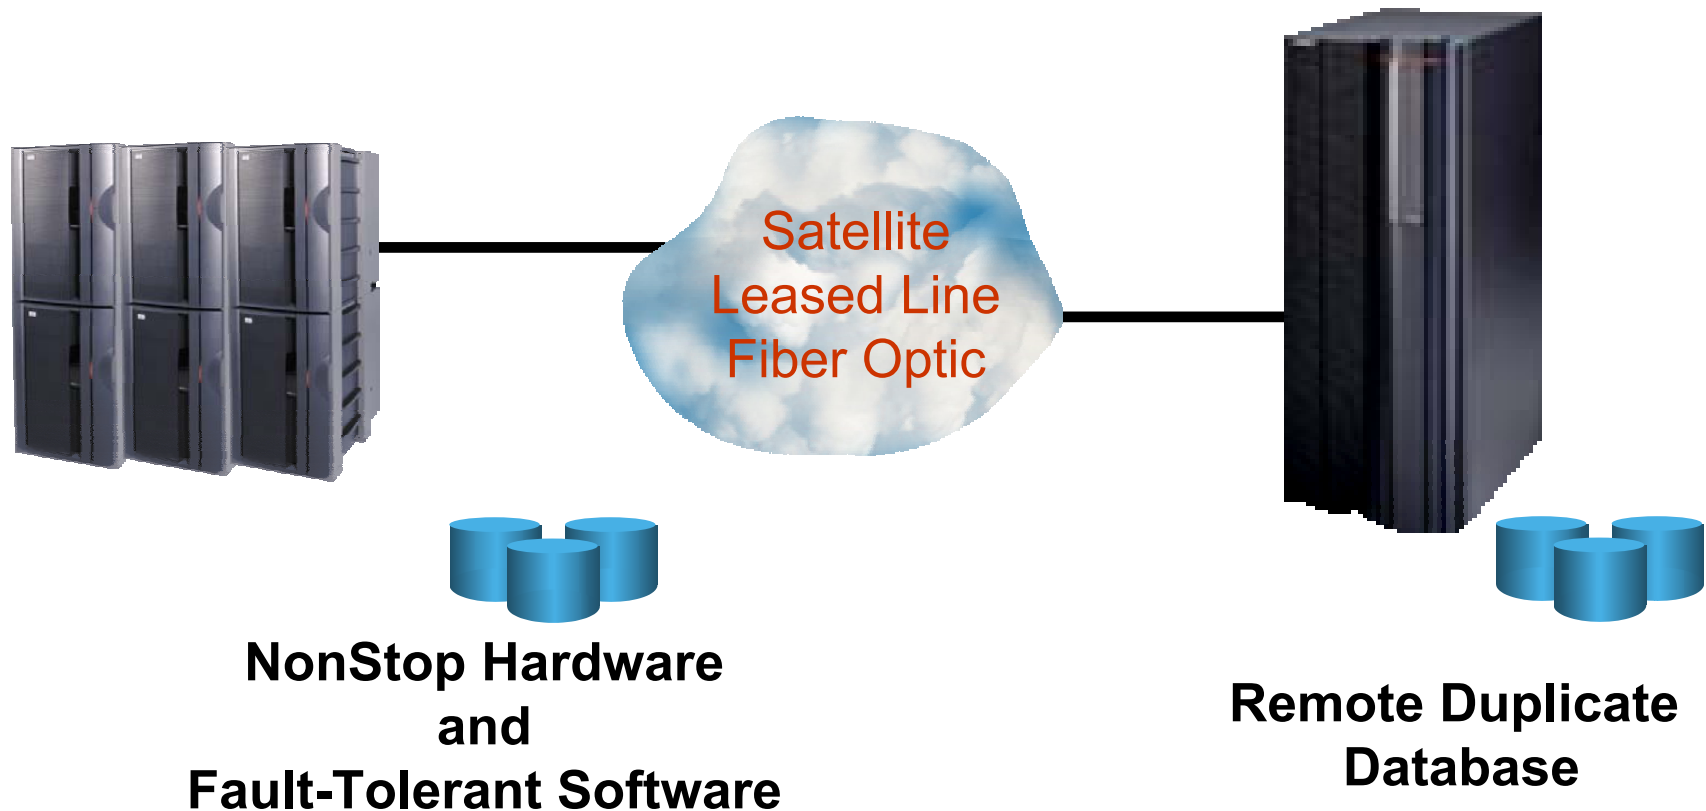 Satellite
Leased Line
Fiber Optic
NonStop Hardware
and
Fault-Tolerant Software
Remote Duplicate
Database